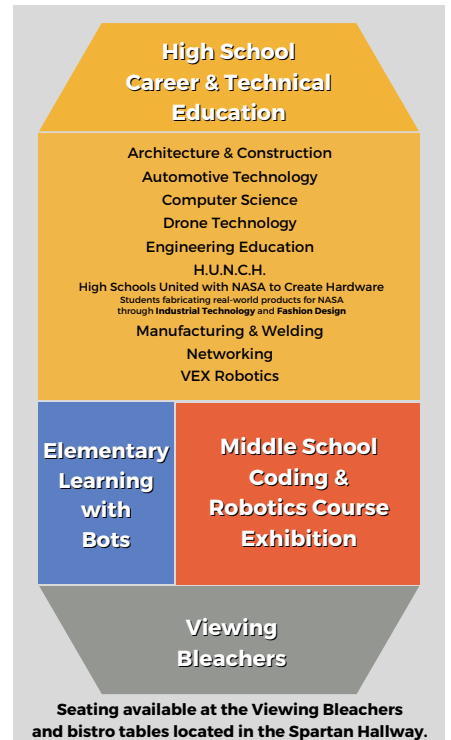 High School
Career & Technical
Education
Architecture & Construction
Automotive Technology
Computer Science
Drone Technology
Engineering Education
H.U.N.C.H.
High Schools United with NASA to Create Hardware
Students fabricating real-world products for NASA
through Industrial Technology and Fashion Design
Manufacturing & Welding
Networking
VEX Robotics
Elementary
Learning
with
Bots
Middle School
Coding &
Robotics Course
Exhibition
Viewing
Bleachers
Seating available at the Viewing Bleachers
and bistro tables located in the Spartan Hallway.